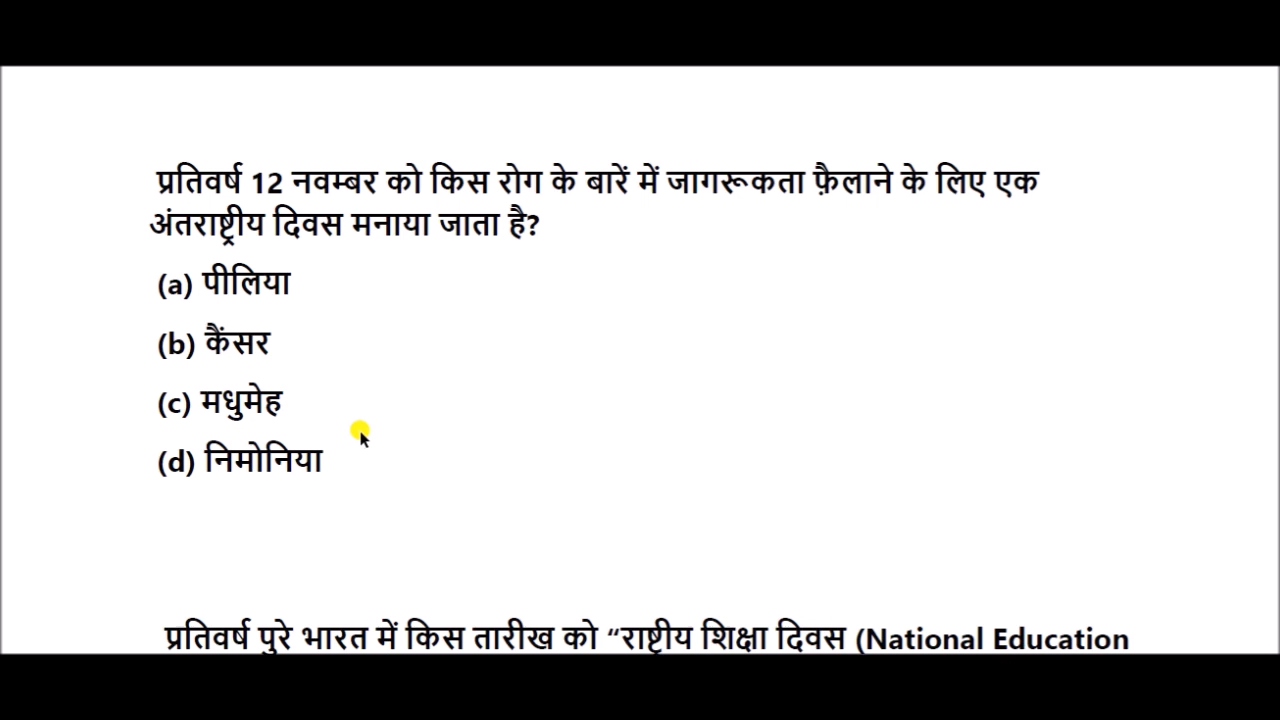 प्रतिवर्ष 12 नवम्बर को किस रोग के बारें में जागरूकता फ़ैलाने के लिए एक
अंतराष्ट्रीय दिवस मनाया जाता है?
(a) पीलिया
(b) कैंसर
(c) मधुमेह
(d) निमोनिया
प्रतिवर्ष पुरे भारत में किस तारीख को “राष्ट्रीय शिक्षा दिवस (National Education